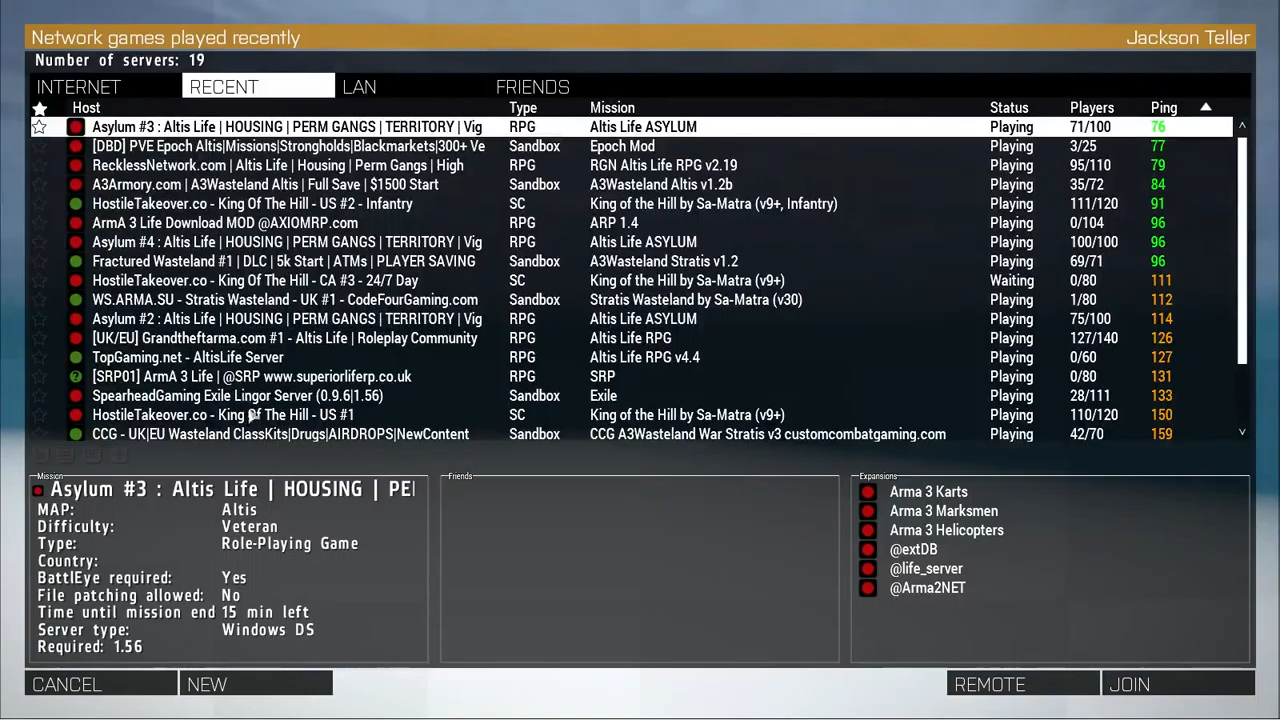 Network games played recently Jackson Teller
Number of servers: 19
INTERNET RECENT LAN FRIENDS
Host Type Mission Status Players Ping
Asylum #3 : Altis Life | HOUSING | PERM GANGS | TERRITORY | Vig RPG Altis Life ASYLUM Playing 71/100 76
[DBD] PVE Epoch Altis|Missions|Strongholds|Blackmarkets|300+ Ve Sandbox Epoch Mod Playing 3/25 77
RecklessNetwork.com | Altis Life | Housing | Perm Gangs | High RPG RGN Altis Life RPG v2.19 Playing 95/110 79
A3Armory.com | A3Wasteland Altis | Full Save | $1500 Start Sandbox A3Wasteland Altis v1.2b Playing 35/72 84
HostileTakeover.co - King Of The Hill - US #2 - Infantry SC King of the Hill by Sa-Matra (v9+, Infantry) Playing 111/120 91
ArmA 3 Life Download MOD @AXIOMRP.com RPG ARP 1.4 Playing 0/104 96
Asylum #4 : Altis Life | HOUSING | PERM GANGS | TERRITORY | Vig RPG Altis Life ASYLUM Playing 100/100 96
Fractured Wasteland #1 | DLC | 5k Start | ATMs | PLAYER SAVING Sandbox A3Wasteland Stratis v1.2 Playing 69/71 96
HostileTakeover.co - King Of The Hill - CA #3 - 24/7 Day SC King of the Hill by Sa-Matra (v9+) Waiting 0/80 111
WS.ARMA.SU - Stratis Wasteland - UK #1 - CodeFourGaming.com Sandbox Stratis Wasteland by Sa-Matra (v30) Playing 1/80 112
Asylum #2 : Altis Life | HOUSING | PERM GANGS | TERRITORY | Vig RPG Altis Life ASYLUM Playing 75/100 114
[UK/EU] Grandtheftarma.com #1 - Altis Life | Roleplay Community RPG Altis Life RPG Playing 127/140 126
TopGaming.net - AltisLife Server RPG Altis Life RPG v4.4 Playing 0/60 127
[SRP01] ArmA 3 Life | @SRP www.superiorliferp.co.uk RPG SRP Playing 0/80 131
SpearheadGaming Exile Lingor Server (0.9.6|1.56) Sandbox Exile Playing 28/111 133
HostileTakeover.co - King Of The Hill - US #1 SC King of the Hill by Sa-Matra (v9+) Playing 110/120 150
CCG - UK|EU Wasteland ClassKits|Drugs|AIRDROPS|NewContent Sandbox CCG A3Wasteland War Stratis v3 customcombatgaming.com Playing 42/70 159
Mission Friends Expansions
Asylum #3 : Altis Life | HOUSING | PE
MAP: Altis
Difficulty: Veteran
Type: Role-Playing Game
Country:
BattlEye required: Yes
File patching allowed: No
Time until mission end 15 min left
Server type: Windows DS
Required: 1.56
Arma 3 Karts
Arma 3 Marksmen
Arma 3 Helicopters
@extDB
@life_server
@Arma2NET
CANCEL NEW REMOTE JOIN